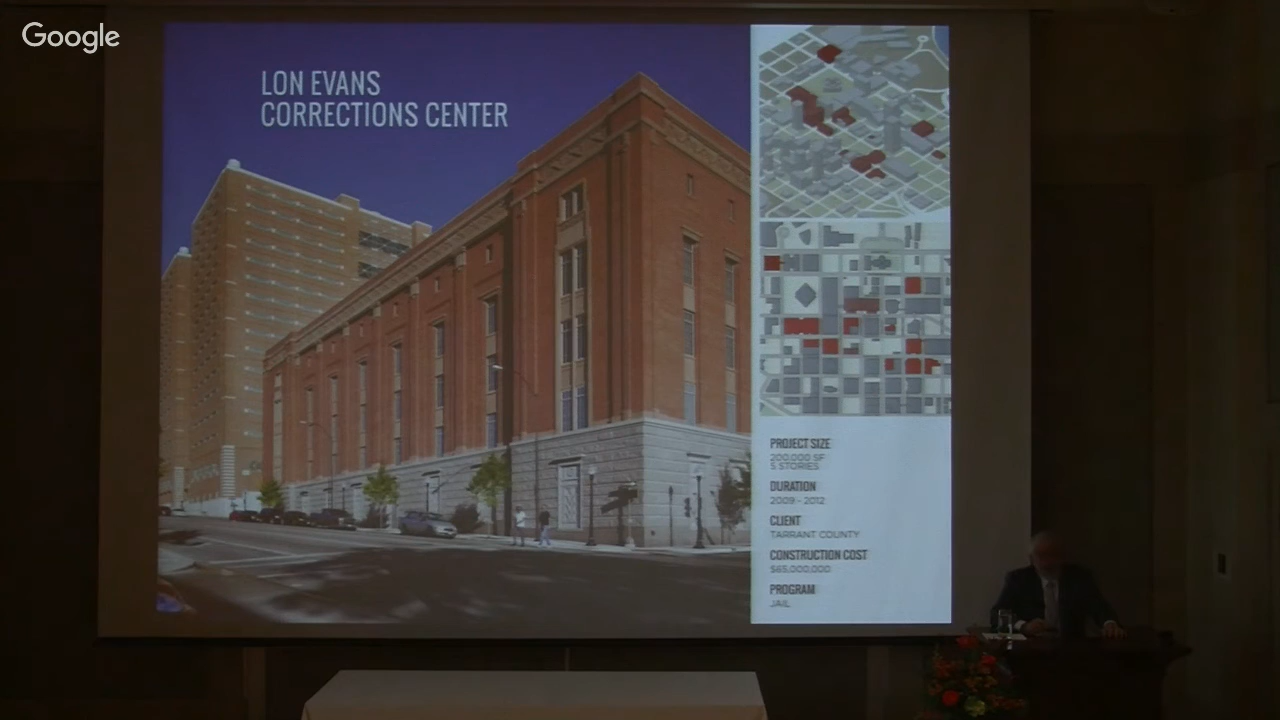 Google
LON EVANS
CORRECTIONS CENTER
PROJECT SIZE
200,000 SF
5 STORIES
DURATION
2009 - 2012
CLIENT
TARRANT COUNTY
CONSTRUCTION COST
$65,000,000
PROGRAM
JAIL